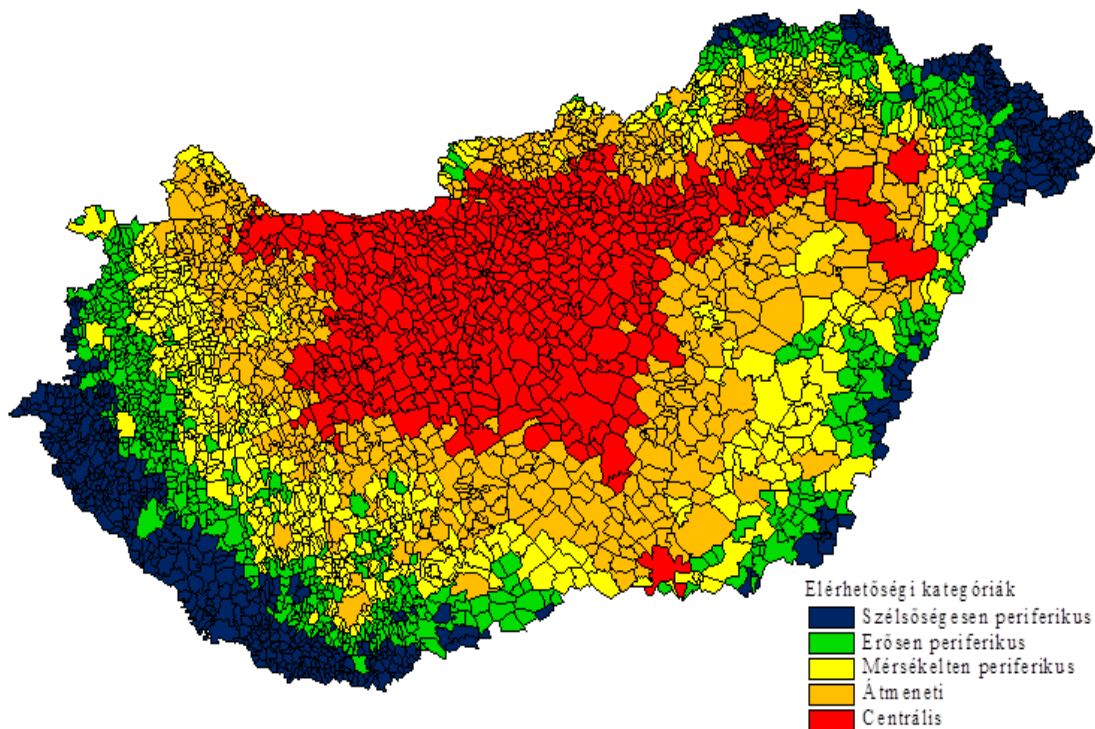 Elérhetőségi kategóriák
Szélsőségesen periferikus
Erősen periferikus
Mérsékelten periferikus
Átmeneti
Centrális